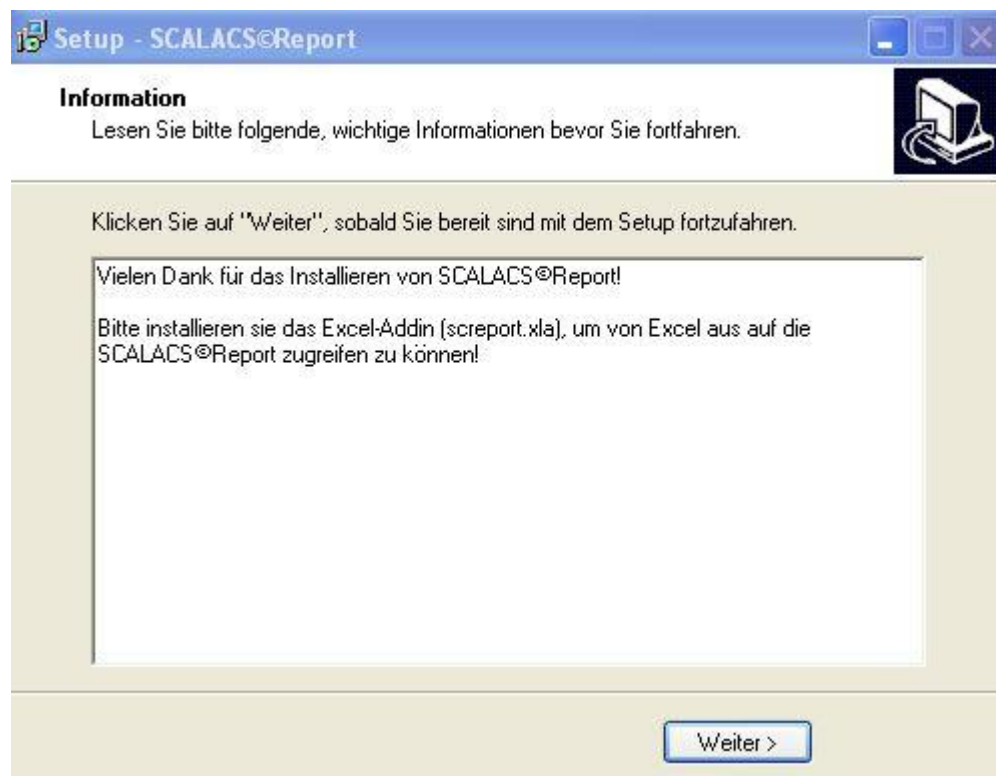 Setup - SCALACS©Report
Information
Lesen Sie bitte folgende, wichtige Informationen bevor Sie fortfahren.
Klicken Sie auf "Weiter", sobald Sie bereit sind mit dem Setup fortzufahren.
Vielen Dank für das Installieren von SCALACS©Report!
Bitte installieren sie das Excel-Addin (screport.xla), um von Excel aus auf die
SCALACS©Report zugreifen zu können!
Weiter >